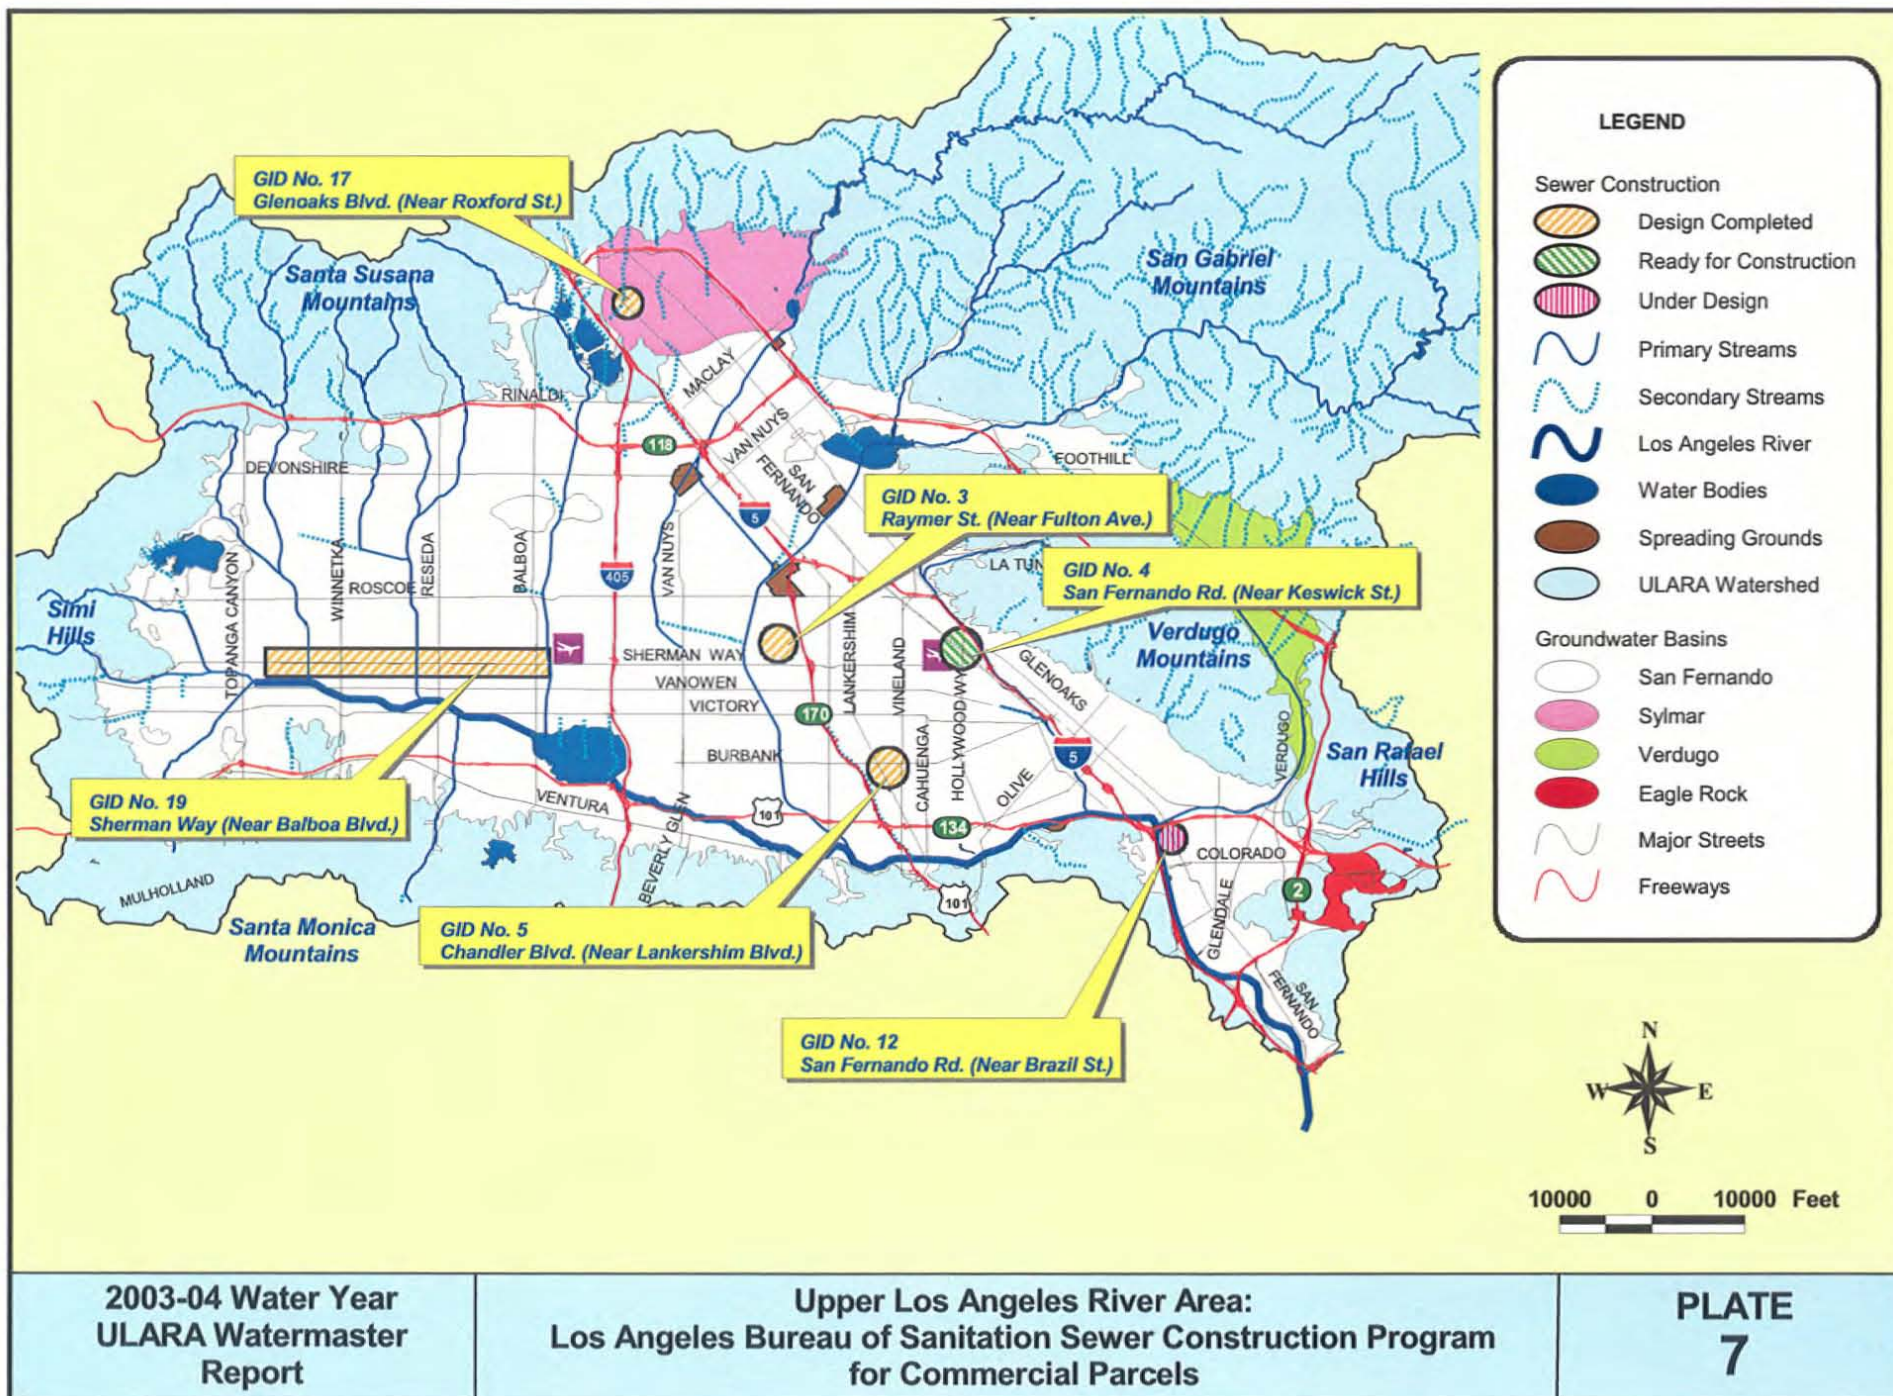 GID No. 17
Glenoaks Blvd. (Near Roxford St.)
Santa Susana
Mountains
San Gabriel
Mountains
MACLAY
RINALDI
VAN NUYS
118
DEVONSHIRE
SAN
FERNANDO
FOOTHILL
GID No. 3
Raymer St. (Near Fulton Ave.)
5
TOPANGA CANYON
WINNETKA
ROSCOE
RESEDA
BALBOA
405
VAN NUYS
LA TUN
GID No. 4
San Fernando Rd. (Near Keswick St.)
Simi
Hills
Verdugo
Mountains
SHERMAN WAY
VANOWEN
VICTORY
LANKERSHIM
VINELAND
GLENOAKS
170
BURBANK
CAHUENGA
HOLLYWOOD WY
OLIVE
5
VERDUGO
San Rafael
Hills
GID No. 19
Sherman Way (Near Balboa Blvd.)
VENTURA
BEVERLY GLEN
101
134
COLORADO
MULHOLLAND
2
GLENDALE
101
Santa Monica
Mountains
GID No. 5
Chandler Blvd. (Near Lankershim Blvd.)
SAN
FERNANDO
GID No. 12
San Fernando Rd. (Near Brazil St.)
LEGEND
Sewer Construction
Design Completed
Ready for Construction
Under Design
Primary Streams
Secondary Streams
Los Angeles River
Water Bodies
Spreading Grounds
ULARA Watershed
Groundwater Basins
San Fernando
Sylmar
Verdugo
Eagle Rock
Major Streets
Freeways
N
W E
S
10000 0 10000 Feet
2003-04 Water Year
ULARA Watermaster
Report
Upper Los Angeles River Area:
Los Angeles Bureau of Sanitation Sewer Construction Program
for Commercial Parcels
PLATE
7